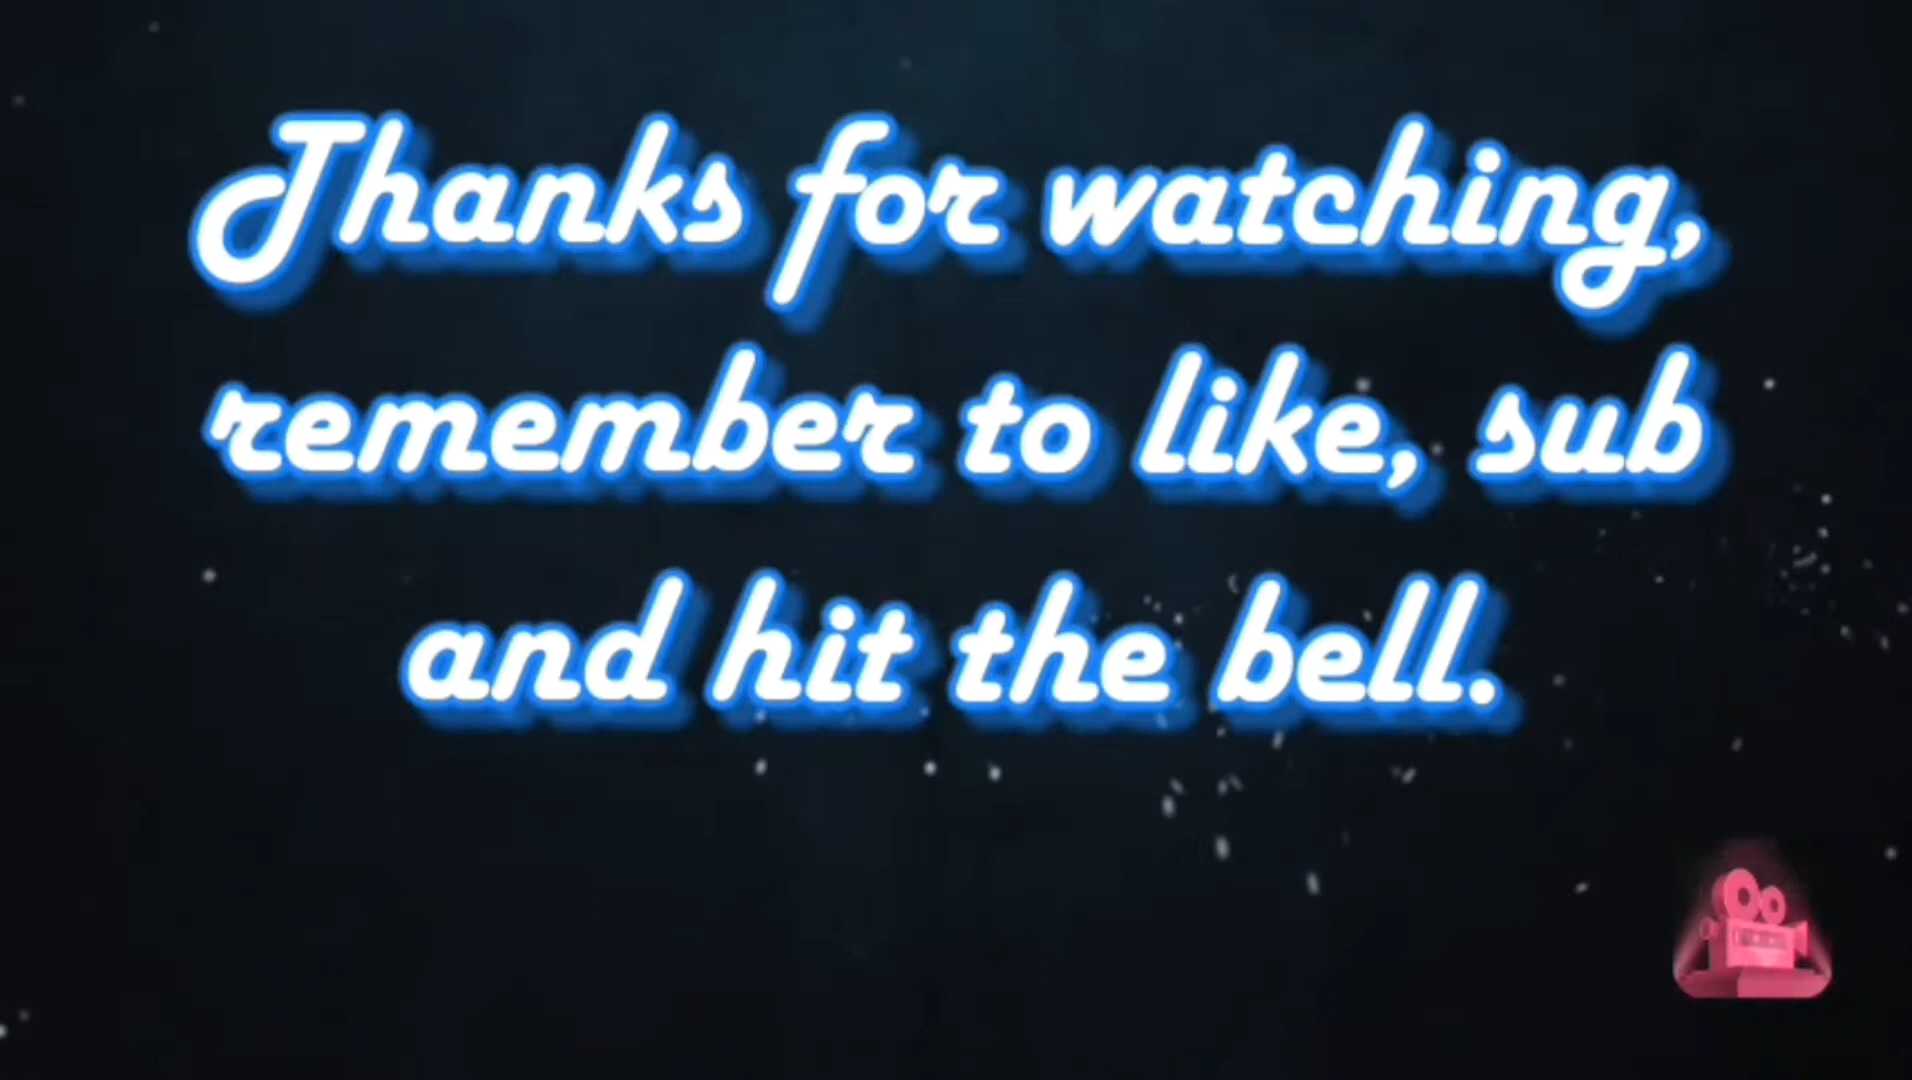 Thanks for watching,
remember to like, sub
and hit the bell.